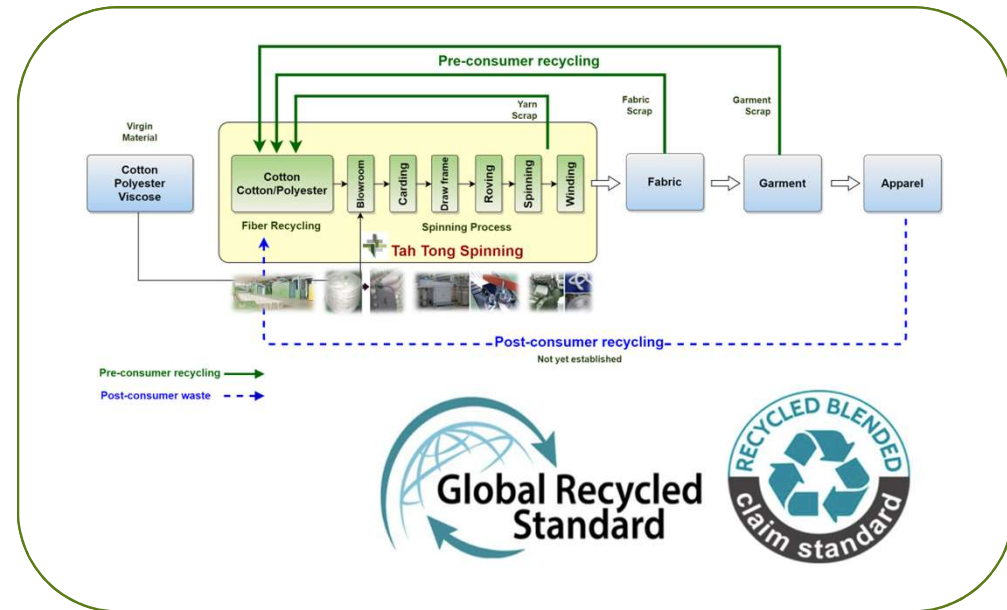 Pre-consumer recycling
Yarn
Scrap
Fabric
Scrap
Garment
Scrap
Virgin
Material
Cotton
Polyester
Viscose
Cotton
Cotton/Polyester
Blowroom
Carding
Draw frame
Roving
Spinning
Winding
Fabric
Garment
Apparel
Fiber Recycling
Spinning Process
Tah Tong Spinning
Post-consumer recycling
Not yet established
Pre-consumer recycling
Post-consumer waste
Global Recycled
Standard
RECYCLED BLENDED
claim standard